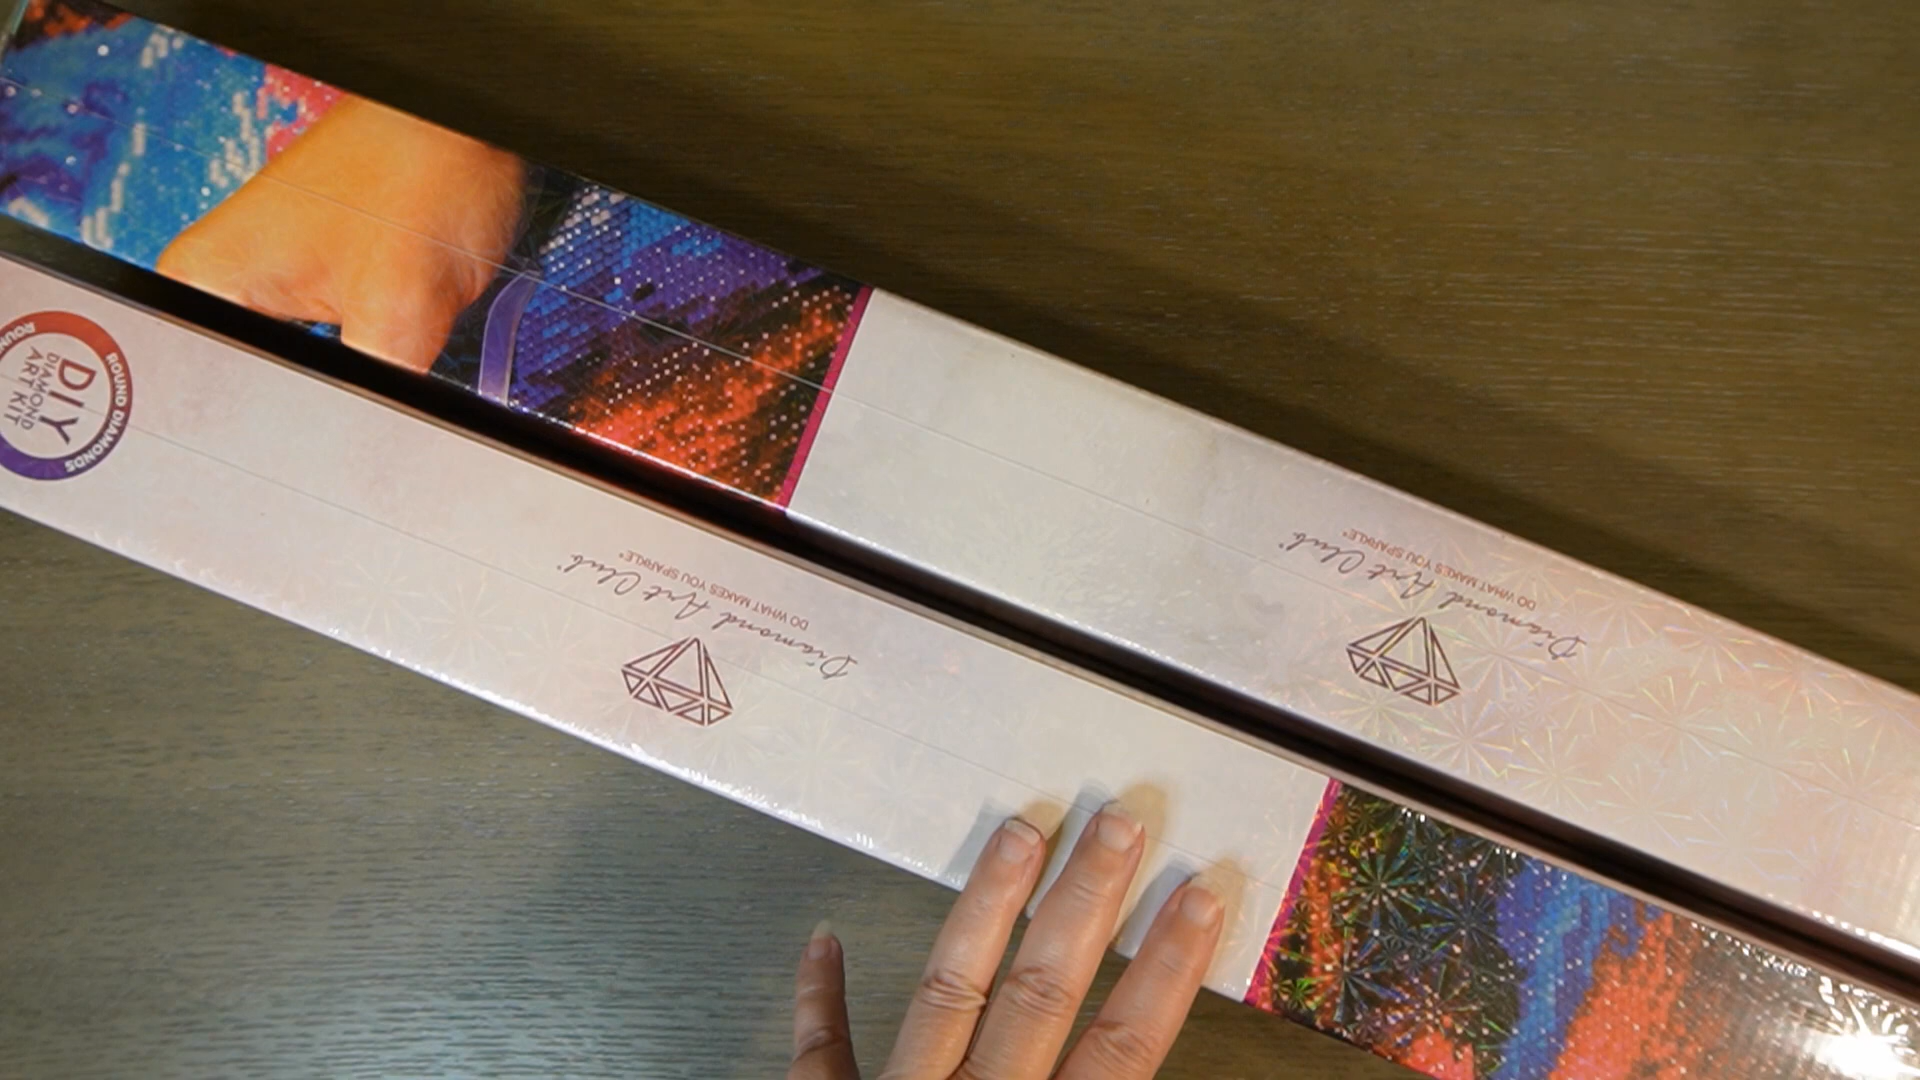 ROUND DIAMONDS
ROUND
DIY
DIAMOND
ART KIT
Diamond Art Club
DO WHAT MAKES YOU SPARKLE
Diamond Art Club
DO WHAT MAKES YOU SPARKLE